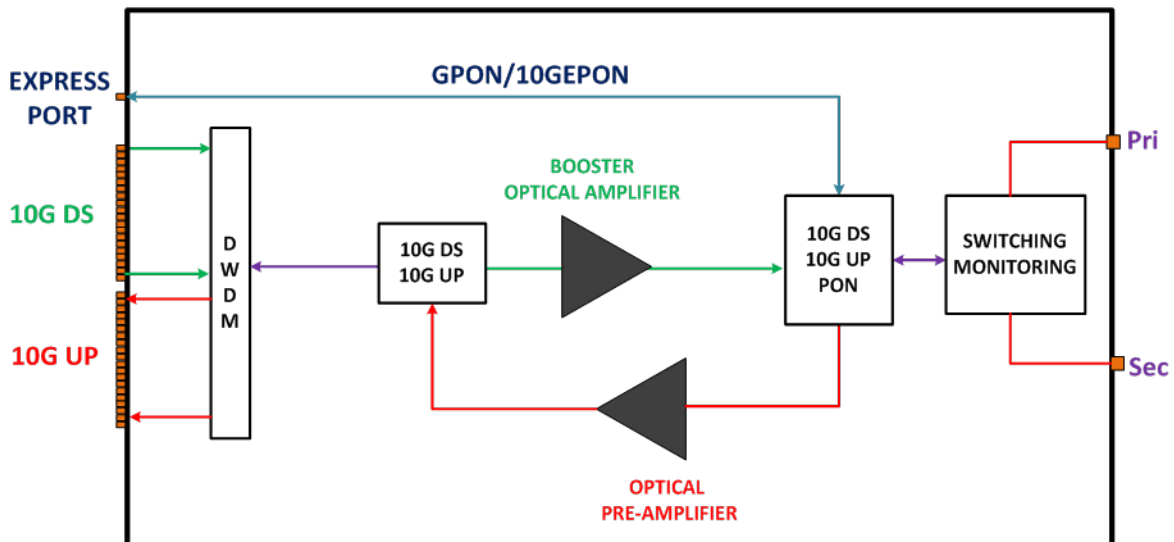 GPON/10GEPON
EXPRESS
PORT
Pri
BOOSTER
OPTICAL AMPLIFIER
10G DS
D
W
D
M
10G DS
10G UP
10G DS
10G UP
PON
SWITCHING
MONITORING
10G UP
Sec
OPTICAL
PRE-AMPLIFIER